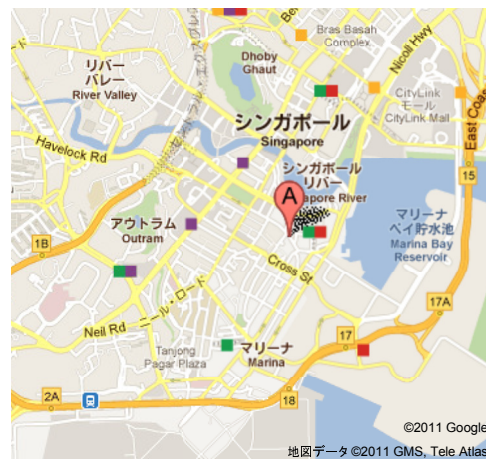 Bras Basah
Complex
Nicoll Hwy
Dhoby
Ghaut
リバー
バレー
River Valley
CityLink
モール
CityLink Mall
East Coas
シンガポール
Singapore
Havelock Rd
シンガポール
リバー
apore River
15
A
マリーナ
ベイ貯水池
Marina Bay
Reservoir
アウトラム
Outram
1B
Cross St
17A
ニール・ロード
Neil Rd
17
Tanjong
Pagar Plaza
マリーナ
Marina
2A
18
©2011 Google
地図データ ©2011 GMS, Tele Atlas